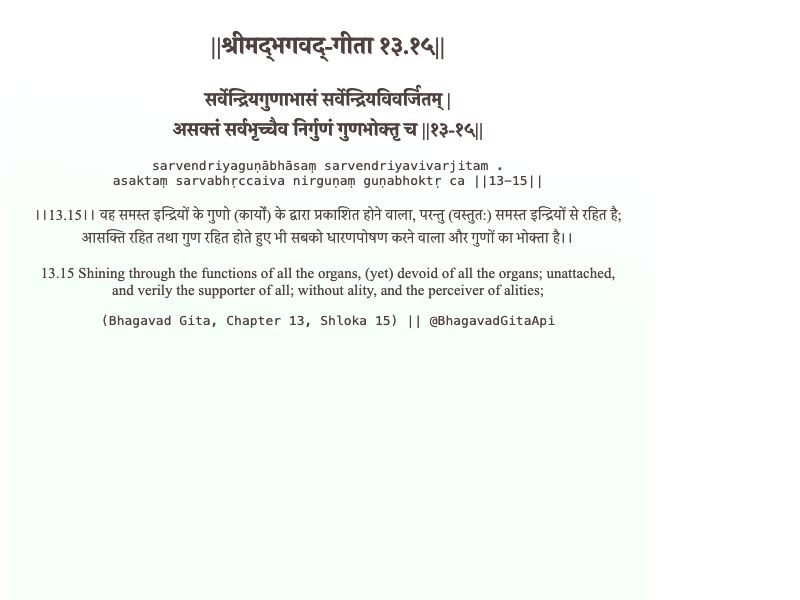 ||श्रीमद्‍भगवद्‍-गीता १३.१५||
सर्वेन्द्रियगुणाभासं सर्वेन्द्रियविवर्जितम् |
असक्तं सर्वभृच्चैव निर्गुणं गुणभोक्तृ च ||१३-१५||
sarvendriyaguṇābhāsaṃ sarvendriyavivarjitam .
asaktaṃ sarvabhṛccaiva nirguṇaṃ guṇabhoktṛ ca ||13-15||
।।13.15।। वह समस्त इन्द्रियों के गुणो (कार्यों) के द्वारा प्रकाशित होने वाला, परन्तु (वस्तुत:) समस्त इन्द्रियों से रहित है;
आसक्ति रहित तथा गुण रहित होते हुए भी सबको धारणपोषण करने वाला और गुणों का भोक्ता है।।
13.15 Shining through the functions of all the organs, (yet) devoid of all the organs; unattached,
and verily the supporter of all; without ality, and the perceiver of alities;
(Bhagavad Gita, Chapter 13, Shloka 15) || @BhagavadGitaApi